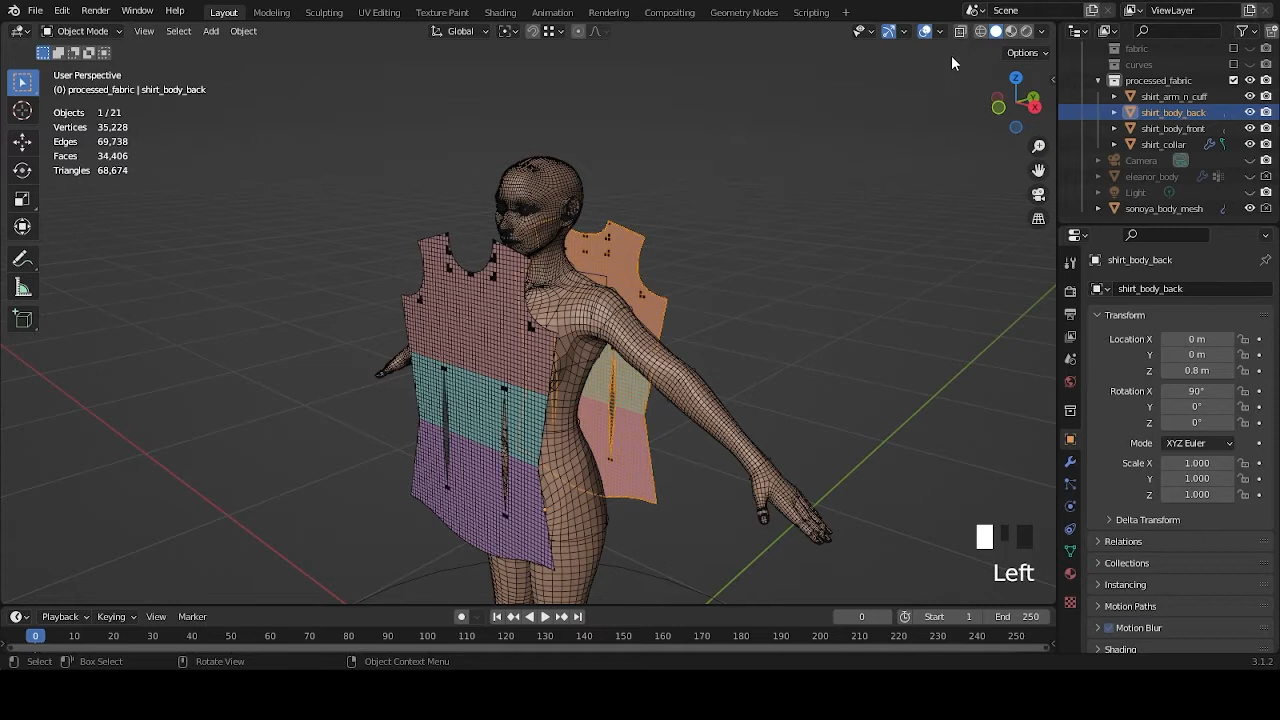 File Edit Render Window Help Layout Modeling Sculpting UV Editing Texture Paint Shading Animation Rendering Compositing Geometry Nodes Scripting + Scene ViewLayer
Object Mode View Select Add Object Global
Options
User Perspective
(0) processed_fabric | shirt_body_back
Objects 1/21
Vertices 35,228
Edges 69,738
Faces 34,406
Triangles 68,674
Z
Y
X
Left
fabric
curves
processed_fabric
shirt_arm_n_cuff
shirt_body_back
shirt_body_front
shirt_collar
Camera
eleanor_body
Light
sonoya_body_mesh
shirt_body_back
shirt_body_back
Transform
Location X 0 m
Y 0 m
Z 0.8 m
Rotation X 90°
Y 0°
Z 0°
Mode XYZ Euler
Scale X 1.000
Y 1.000
Z 1.000
Delta Transform
Relations
Collections
Instancing
Motion Paths
Motion Blur
Shading
Playback Keying View Marker 0 Start 1 End 250
0 10 20 30 40 50 60 70 80 90 100 110 120 130 140 150 160 170 180 190 200 210 220 230 240 250
Select Box Select Rotate View Object Context Menu 3.1.2